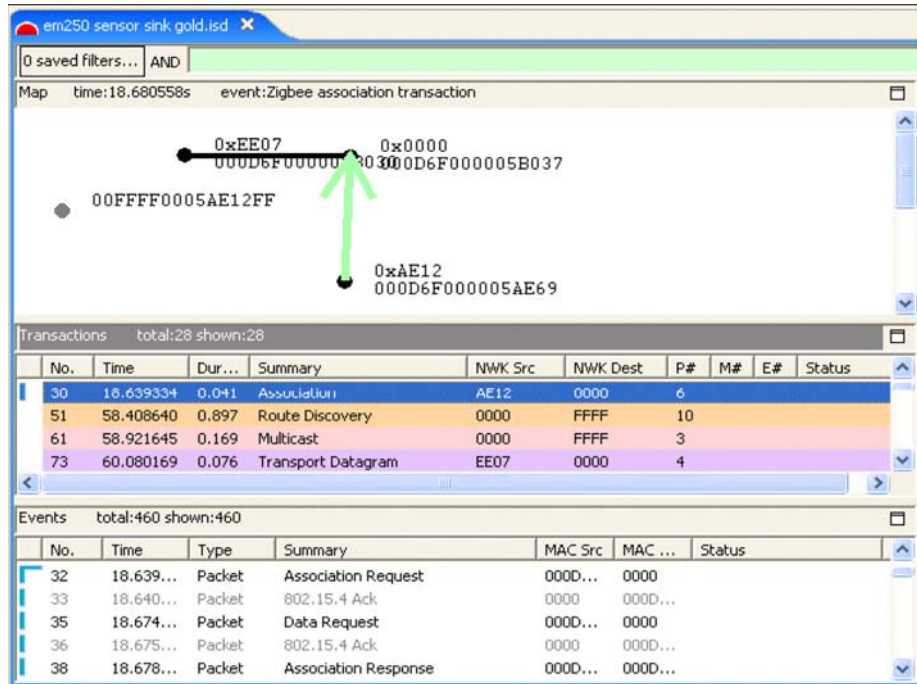 em250 sensor sink gold.isd
0 saved filters... AND
Map time:18.680558s event:Zigbee association transaction
0xEE07 0x0000
000D6F000005B037
00FFFF0005AE12FF
0xAE12
000D6F000005AE69
Transactions total:28 shown:28
No. Time Dur... Summary NWK Src NWK Dest P# M# E# Status
30 18.639334 0.041 Association AE12 0000 6
51 58.408640 0.897 Route Discovery 0000 FFFF 10
61 58.921645 0.169 Multicast 0000 FFFF 3
73 60.080169 0.076 Transport Datagram EE07 0000 4
Events total:460 shown:460
No. Time Type Summary MAC Src MAC ... Status
32 18.639... Packet Association Request 000D... 0000
33 18.640... Packet 802.15.4 Ack 0000 000D...
35 18.674... Packet Data Request 000D... 0000
36 18.675... Packet 802.15.4 Ack 0000 000D...
38 18.678... Packet Association Response 000D... 000D...